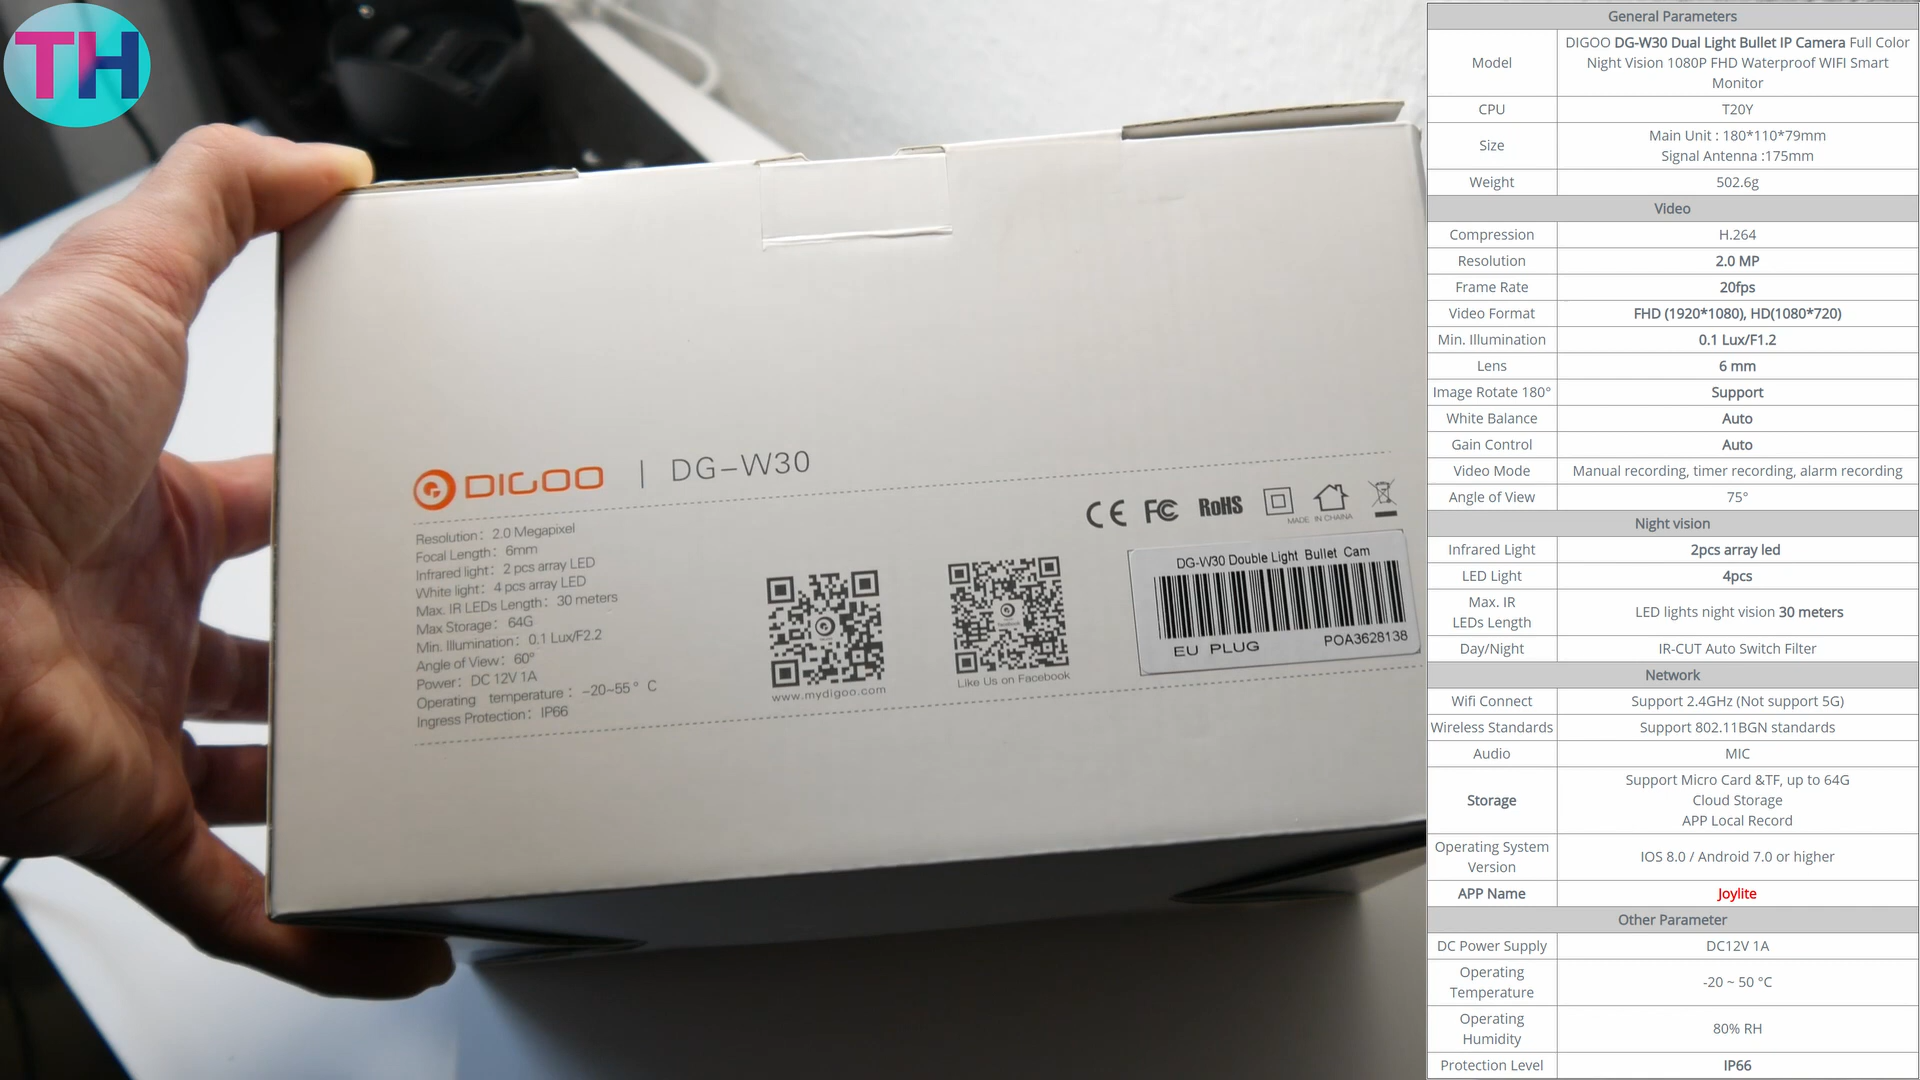 TH
DIGOO | DG-W30
Resolution: 2.0 Megapixel
Focal Length: 6mm
Infrared light: 2 pcs array LED
White light: 4 pcs array LED
Max. IR LEDs Length: 30 meters
Max Storage: 64G
Min. Illumination: 0.1 Lux/F2.2
Angle of View: 60°
Power: DC 12V 1A
Operating temperature: -20~55° C
Ingress Protection: IP66
www.mydigoo.com
Like Us on Facebook
CE FC RoHS
MADE IN CHAINA
DG-W30 Double Light Bullet Cam
EU PLUG POA3628138
General Parameters
Model DIGOO DG-W30 Dual Light Bullet IP Camera Full Color
Night Vision 1080P FHD Waterproof WIFI Smart
Monitor
CPU T20Y
Size Main Unit : 180*110*79mm
Signal Antenna :175mm
Weight 502.6g
Video
Compression H.264
Resolution 2.0 MP
Frame Rate 20fps
Video Format FHD (1920*1080), HD(1080*720)
Min. Illumination 0.1 Lux/F1.2
Lens 6 mm
Image Rotate 180° Support
White Balance Auto
Gain Control Auto
Video Mode Manual recording, timer recording, alarm recording
Angle of View 75°
Night vision
Infrared Light 2pcs array led
LED Light 4pcs
Max. IR
LEDs Length LED lights night vision 30 meters
Day/Night IR-CUT Auto Switch Filter
Network
Wifi Connect Support 2.4GHz (Not support 5G)
Wireless Standards Support 802.11BGN standards
Audio MIC
Storage Support Micro Card &TF, up to 64G
Cloud Storage
APP Local Record
Operating System
Version IOS 8.0 / Android 7.0 or higher
APP Name Joylite
Other Parameter
DC Power Supply DC12V 1A
Operating
Temperature -20 ~ 50 °C
Operating
Humidity 80% RH
Protection Level IP66